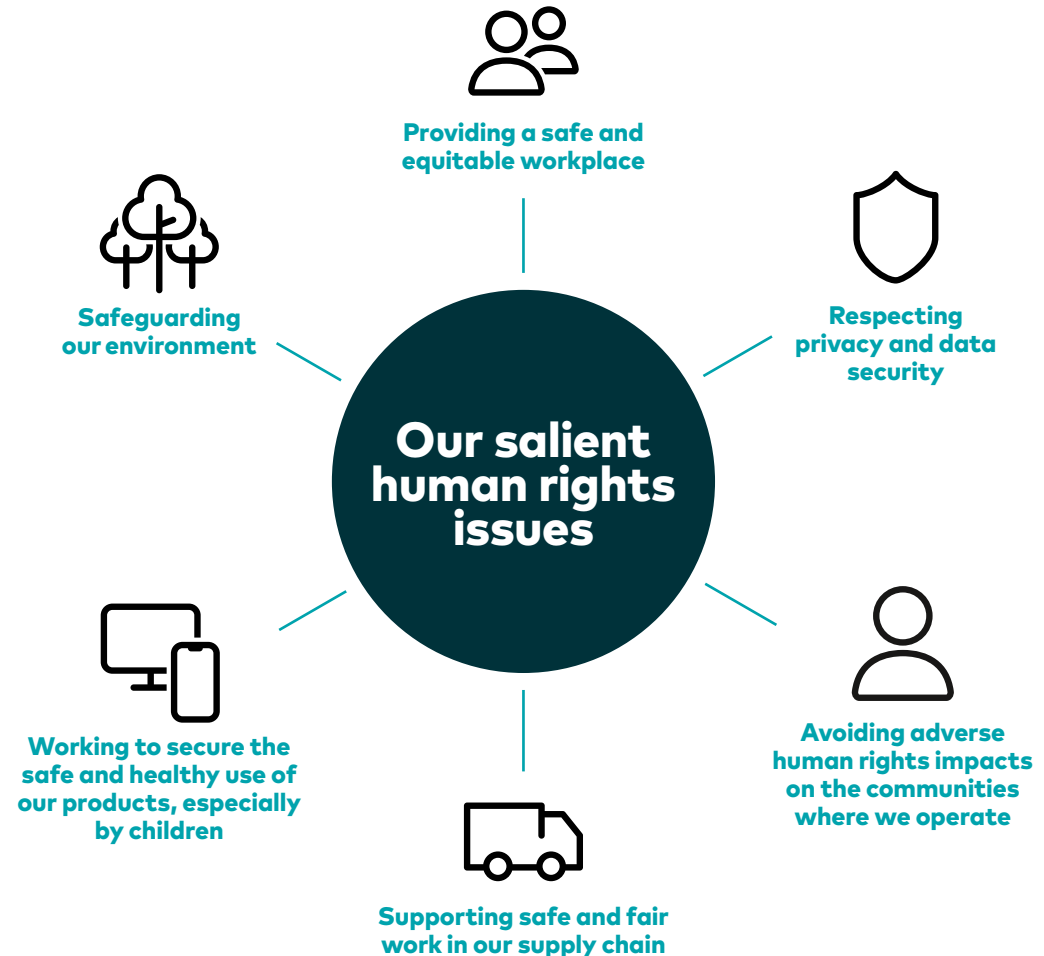 Providing a safe and
equitable workplace
Safeguarding
our environment
Respecting
privacy and data
security
Our salient
human rights
issues
Working to secure the
safe and healthy use of
our products, especially
by children
Avoiding adverse
human rights impacts
on the communities
where we operate
Supporting safe and fair
work in our supply chain